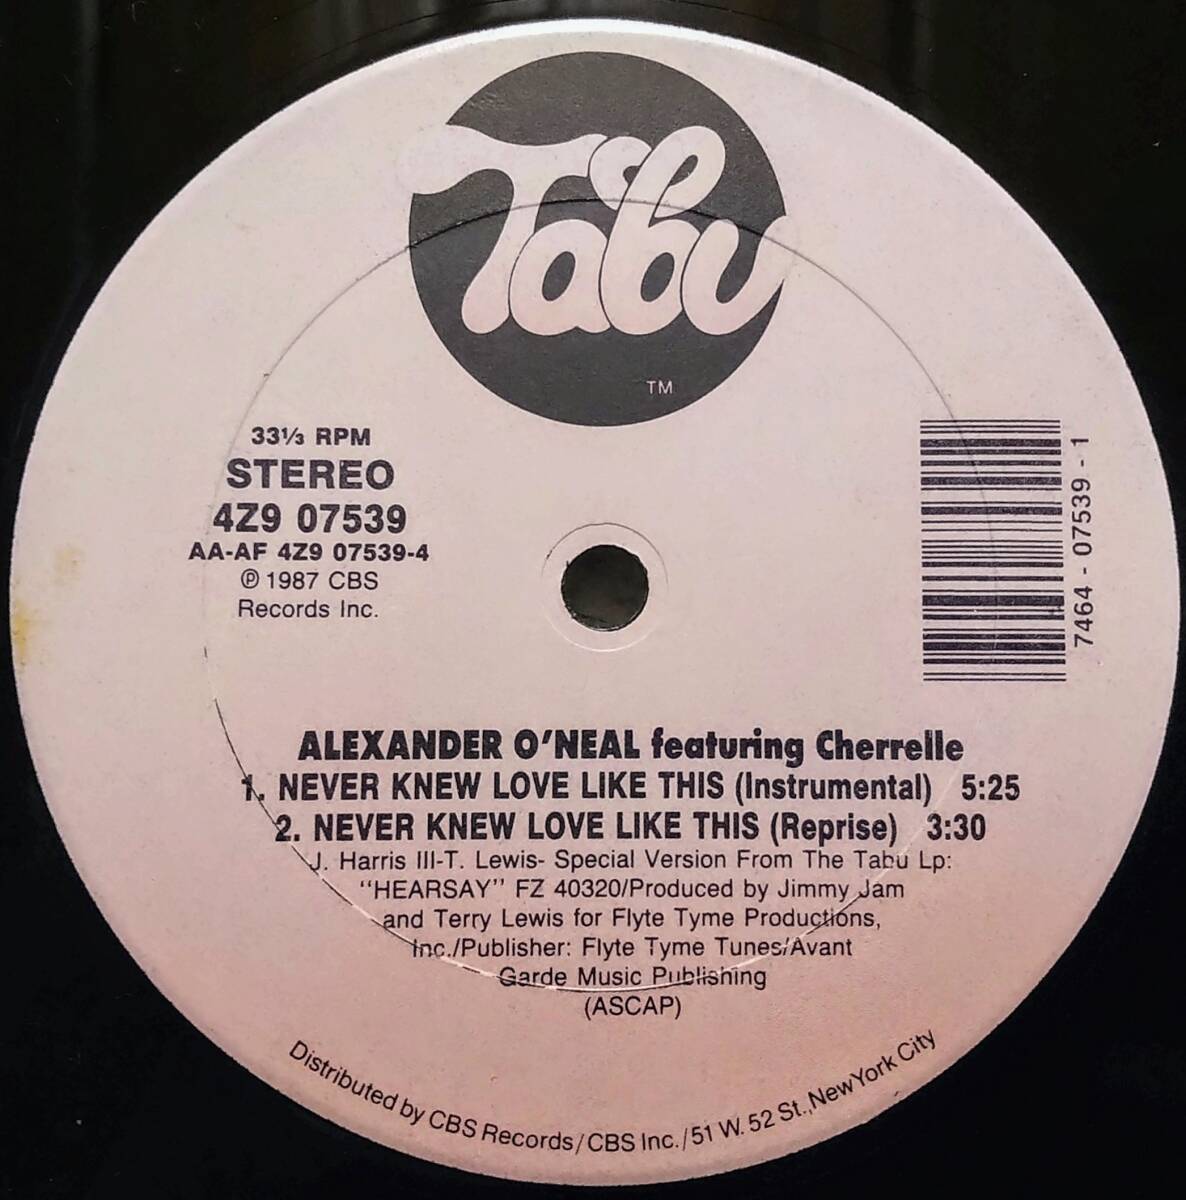 Tabu
TM
33⅓ RPM
STEREO
4Z9 07539
AA-AF 4Z9 07539-4
℗ 1987 CBS
Records Inc.
7464 - 07539 - 1
ALEXANDER O'NEAL featuring Cherrelle
1. NEVER KNEW LOVE LIKE THIS (Instrumental) 5:25
2. NEVER KNEW LOVE LIKE THIS (Reprise) 3:30
J. Harris III-T. Lewis- Special Version From The Tabu Lp:
"HEARSAY" FZ 40320/Produced by Jimmy Jam
and Terry Lewis for Flyte Tyme Productions,
Inc./Publisher: Flyte Tyme Tunes/Avant
Garde Music Publishing
(ASCAP)
Distributed by CBS Records/CBS Inc./51 W. 52 St., New York City